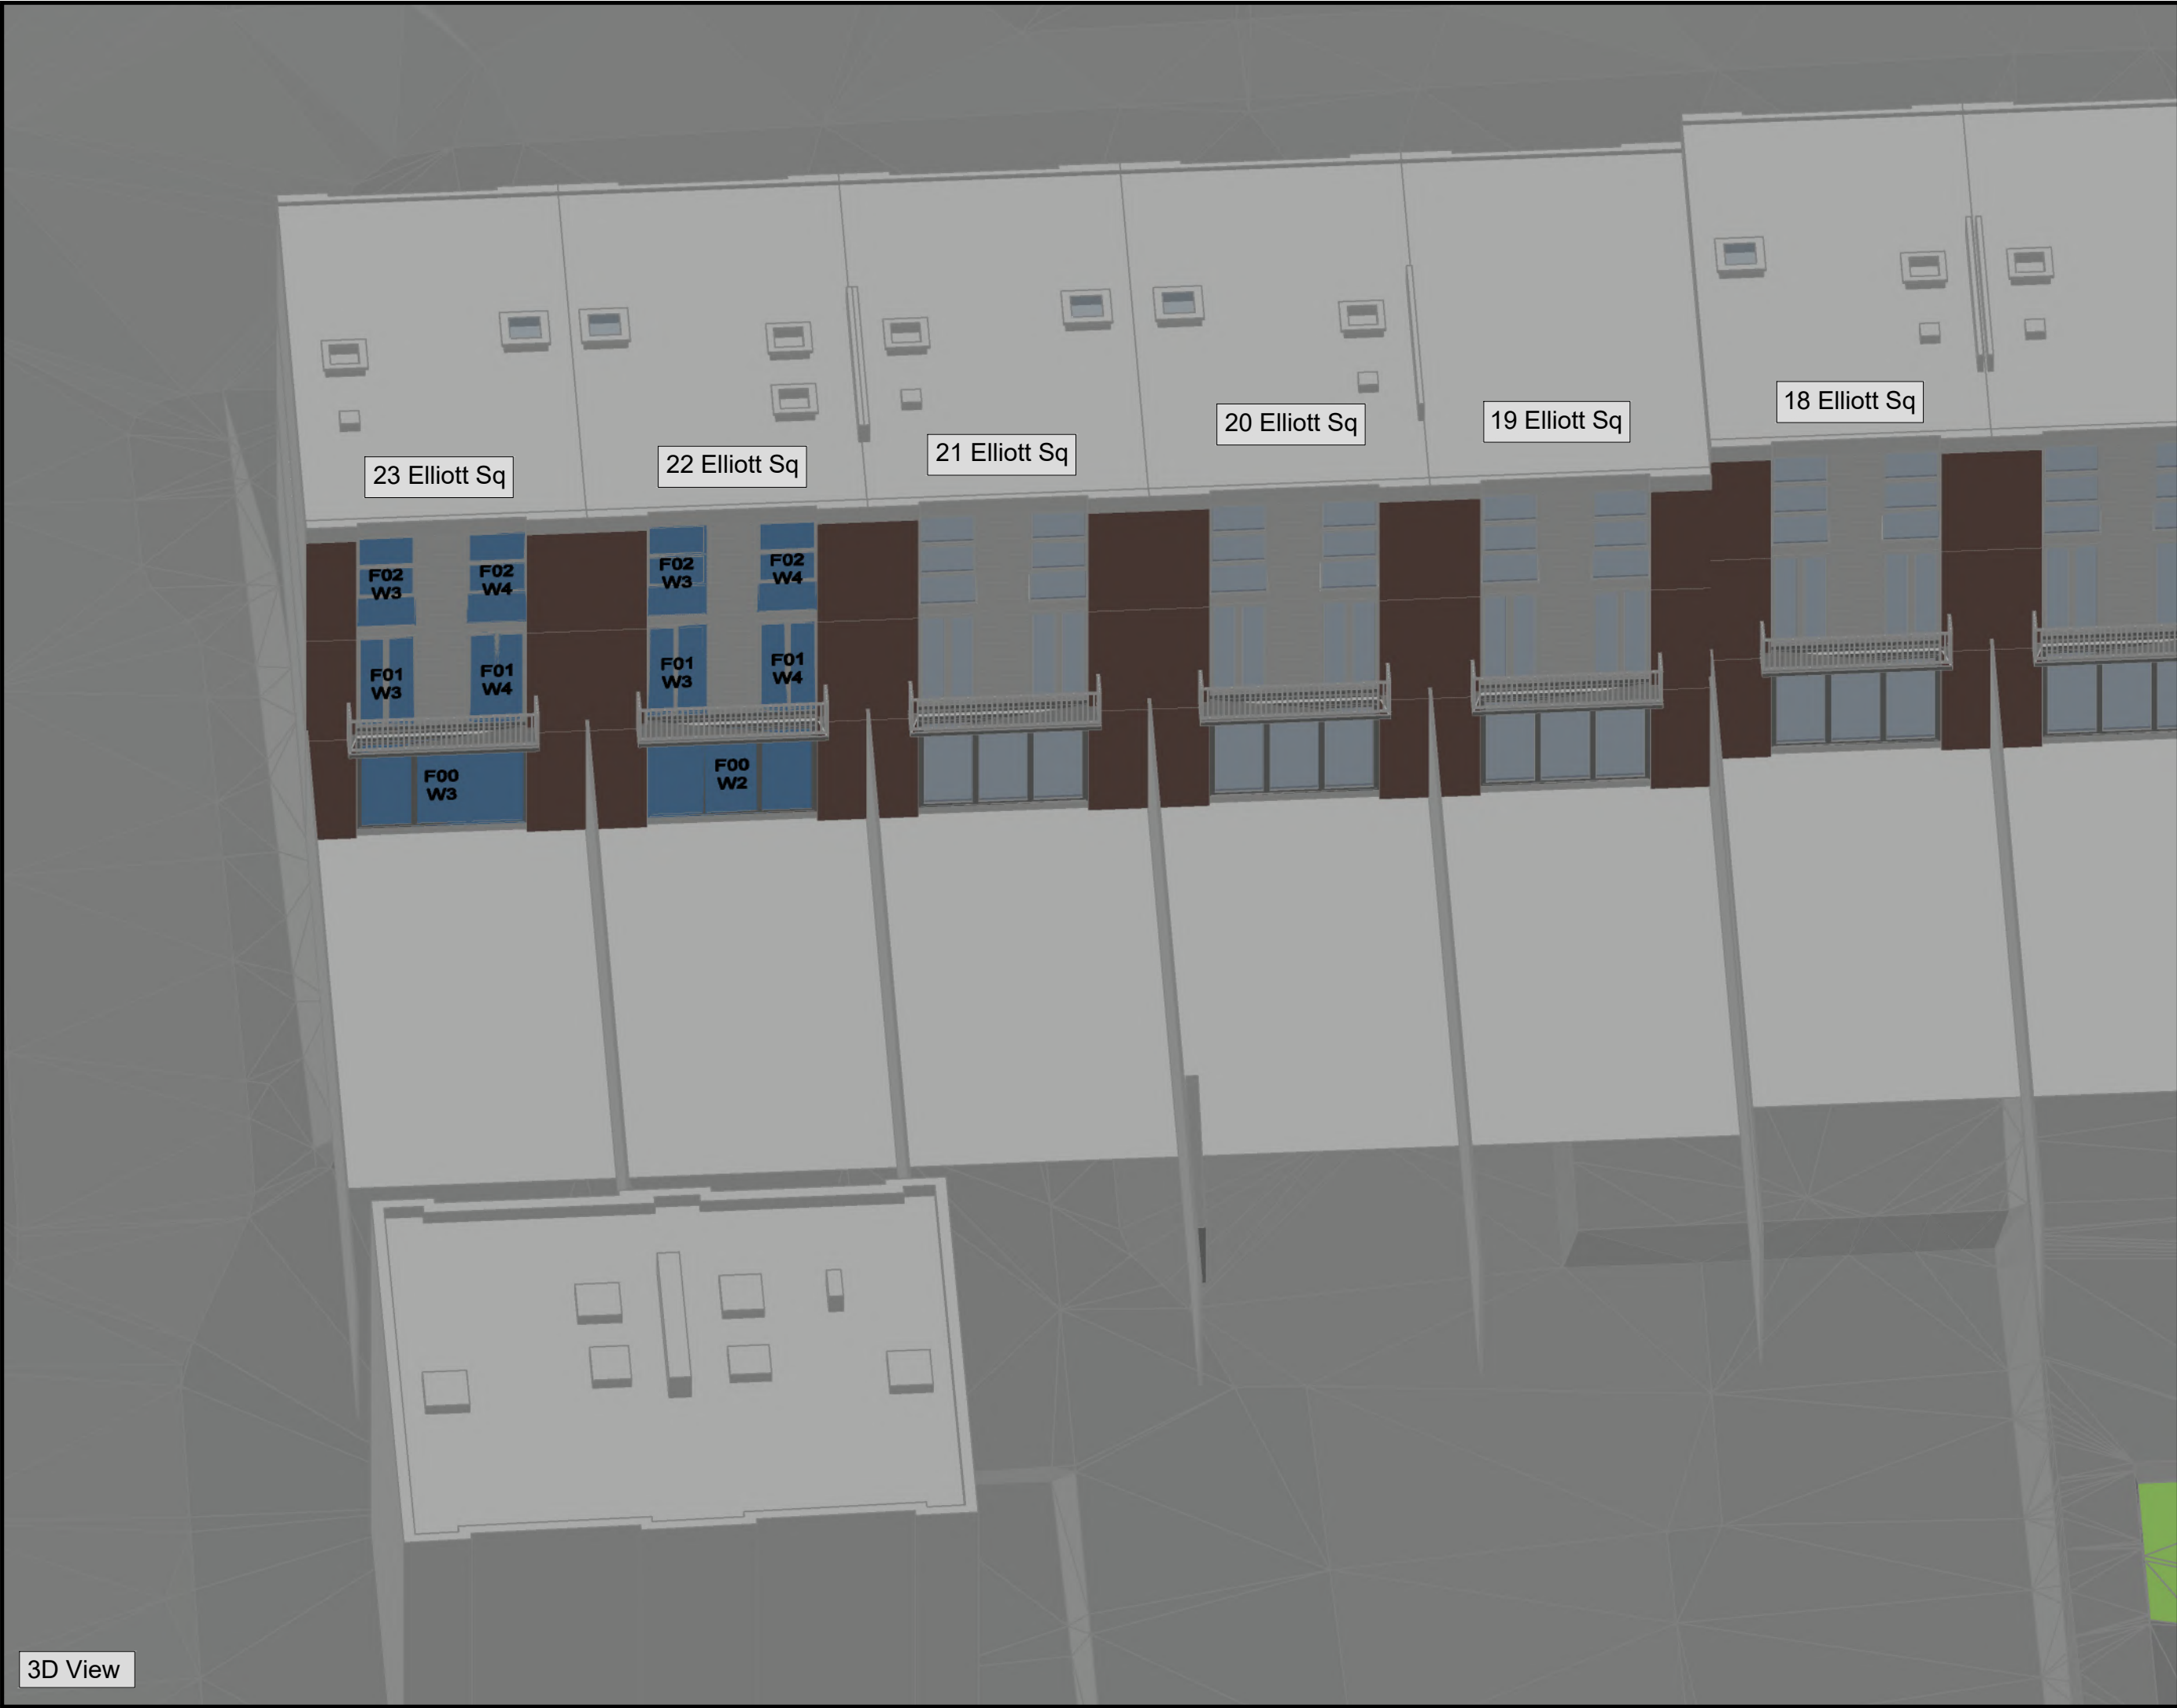 18 Elliott Sq
19 Elliott Sq
20 Elliott Sq
21 Elliott Sq
22 Elliott Sq
23 Elliott Sq
F02
W3
F02
W4
F02
W3
F02
W4
F01
W3
F01
W4
F01
W3
F01
W4
F00
W3
F00
W2
3D View